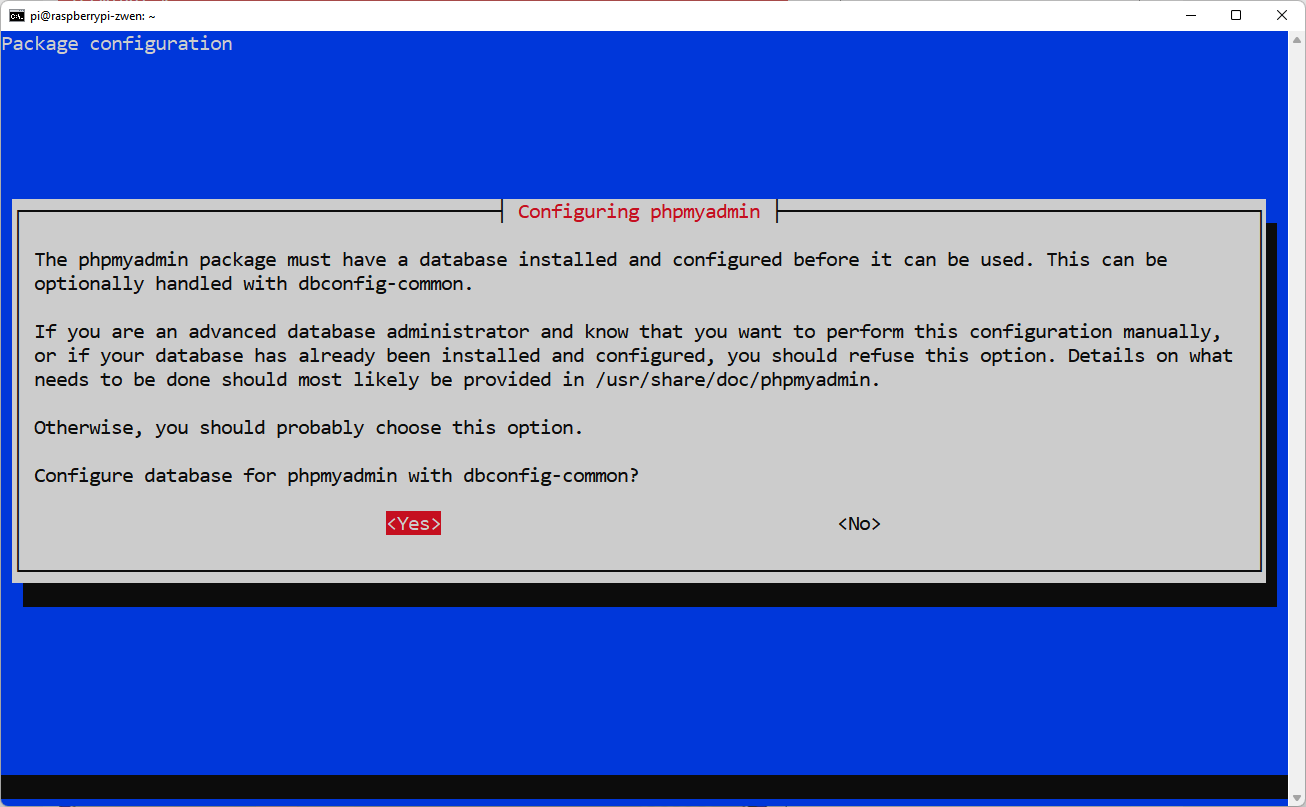 pi@raspberrypi-zwen: ~
Package configuration
Configuring phpmyadmin
The phpmyadmin package must have a database installed and configured before it can be used. This can be
optionally handled with dbconfig-common.
If you are an advanced database administrator and know that you want to perform this configuration manually,
or if your database has already been installed and configured, you should refuse this option. Details on what
needs to be done should most likely be provided in /usr/share/doc/phpmyadmin.
Otherwise, you should probably choose this option.
Configure database for phpmyadmin with dbconfig-common?
<Yes> <No>